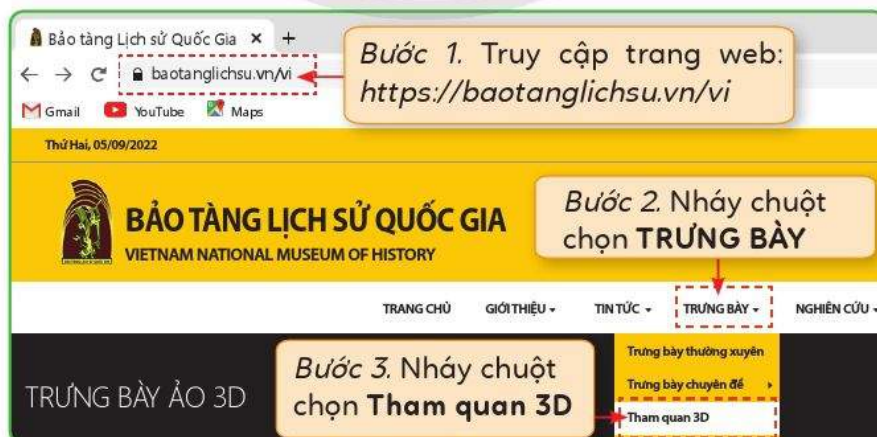 Bảo tàng Lịch sử Quốc Gia
baotanglichsu.vn/vi
Bước 1. Truy cập trang web:
https://baotanglichsu.vn/vi
Gmail YouTube Maps
Thứ Hai, 05/09/2022
BẢO TÀNG LỊCH SỬ QUỐC GIA
VIETNAM NATIONAL MUSEUM OF HISTORY
Bước 2. Nháy chuột
chọn TRƯNG BÀY
TRANG CHỦ GIỚI THIỆU TIN TỨC TRƯNG BÀY NGHIÊN CỨU
TRƯNG BÀY ẢO 3D
Bước 3. Nháy chuột
chọn Tham quan 3D
Trưng bày thường xuyên
Trưng bày chuyên đề
Tham quan 3D